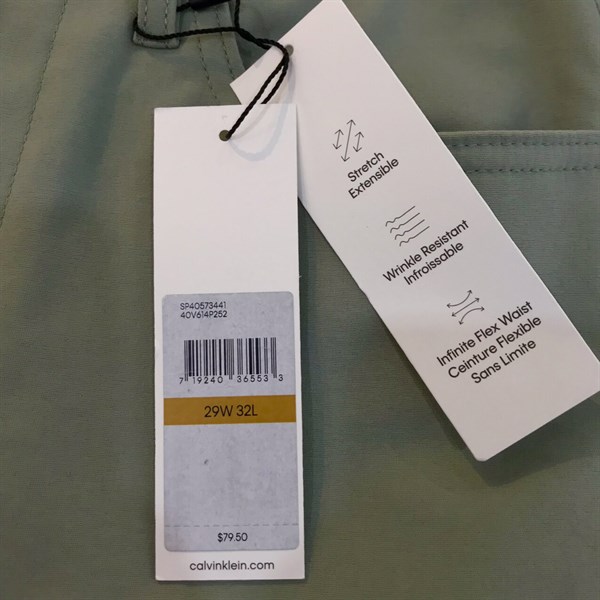 SP40573441
40V614P252
7 19240 36553 3
29W 32L
$79.50
calvinklein.com
Stretch
Extensible
Wrinkle Resistant
Infroissable
Infinite Flex Waist
Ceinture Flexible
Sans Limite